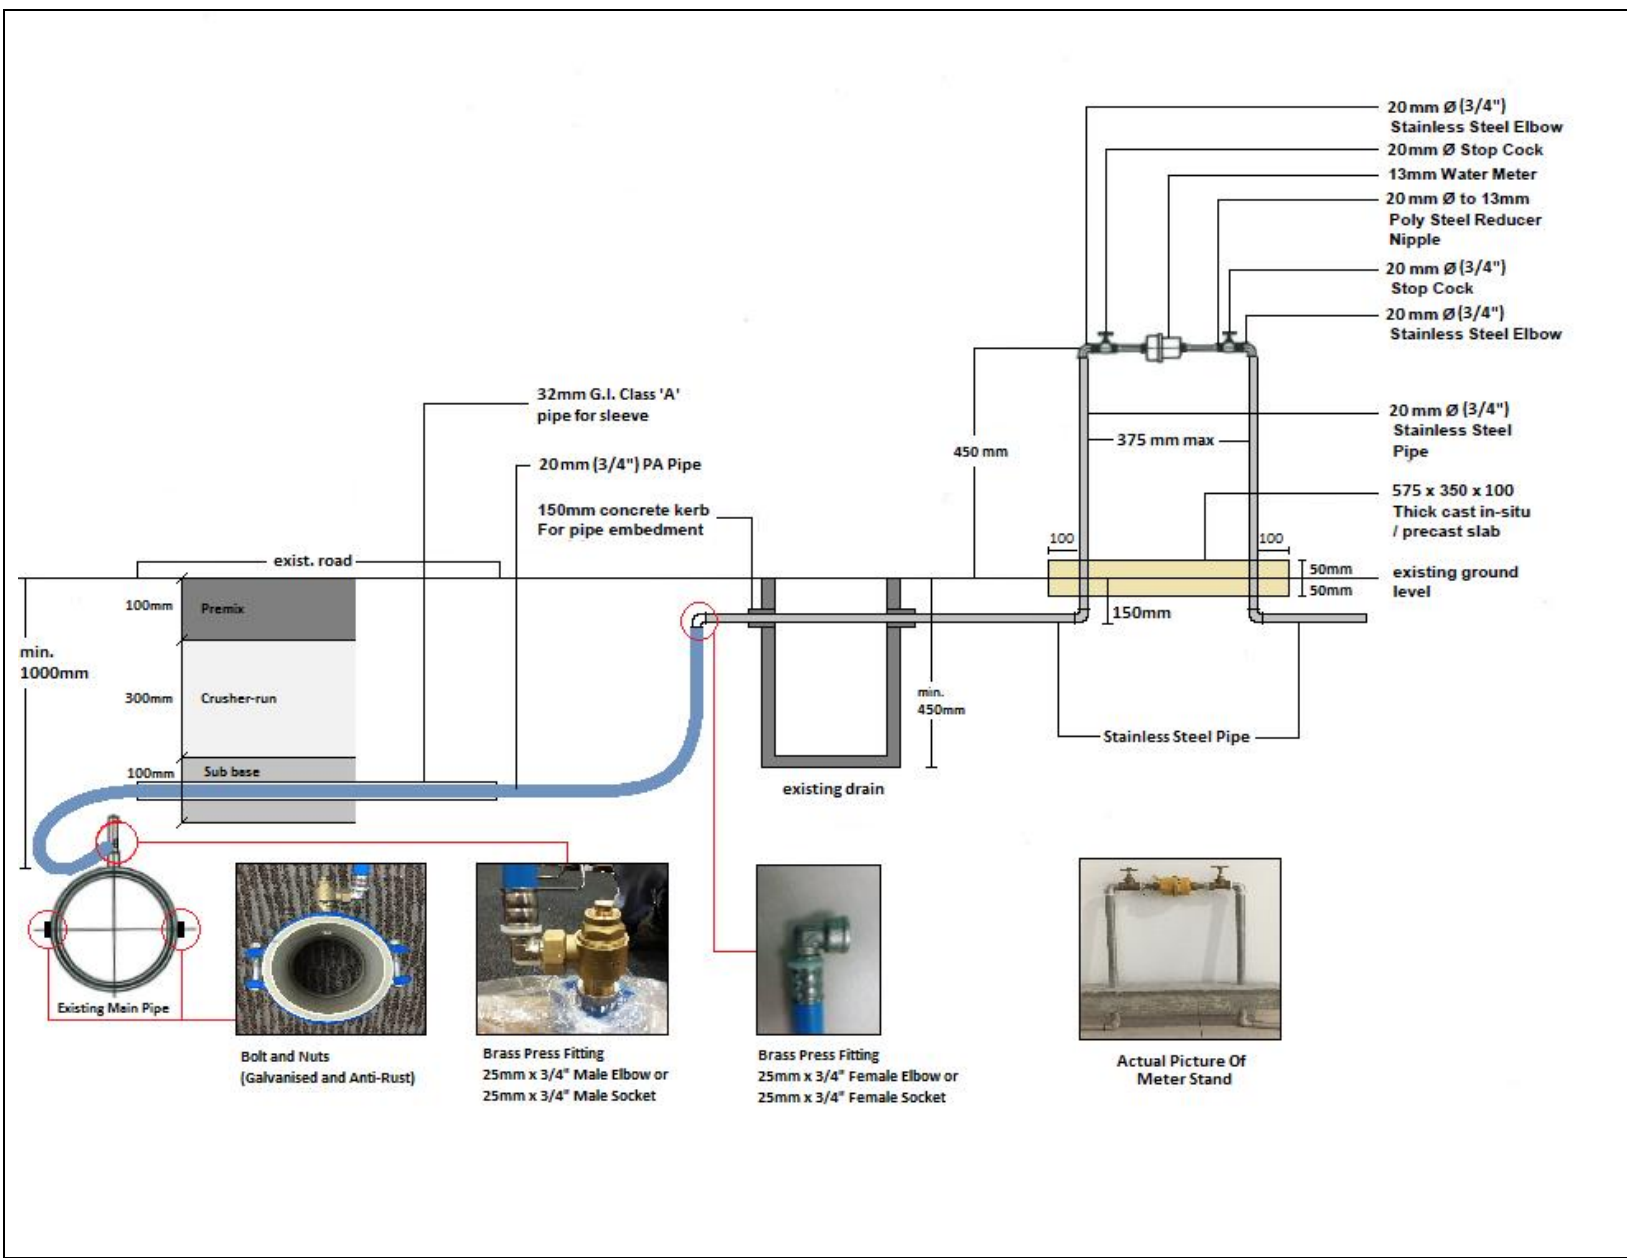 20 mm Ø (3/4")
Stainless Steel Elbow
20mm Ø Stop Cock
13mm Water Meter
20 mm Ø to 13mm
Poly Steel Reducer
Nipple
20 mm Ø (3/4")
Stop Cock
20 mm Ø (3/4")
Stainless Steel Elbow
32mm G.I. Class 'A'
pipe for sleeve
20 mm Ø (3/4")
Stainless Steel
Pipe
375 mm max
450 mm
20mm (3/4") PA Pipe
150mm concrete kerb
For pipe embedment
575 x 350 x 100
Thick cast in-situ
/ precast slab
100
100
exist. road
50mm
50mm
existing ground
level
100mm
Premix
150mm
min.
1000mm
300mm
Crusher-run
min.
450mm
Stainless Steel Pipe
100mm
Sub base
existing drain
Existing Main Pipe
Bolt and Nuts
(Galvanised and Anti-Rust)
Brass Press Fitting
25mm x 3/4" Male Elbow or
25mm x 3/4" Male Socket
Brass Press Fitting
25mm x 3/4" Female Elbow or
25mm x 3/4" Female Socket
Actual Picture Of
Meter Stand